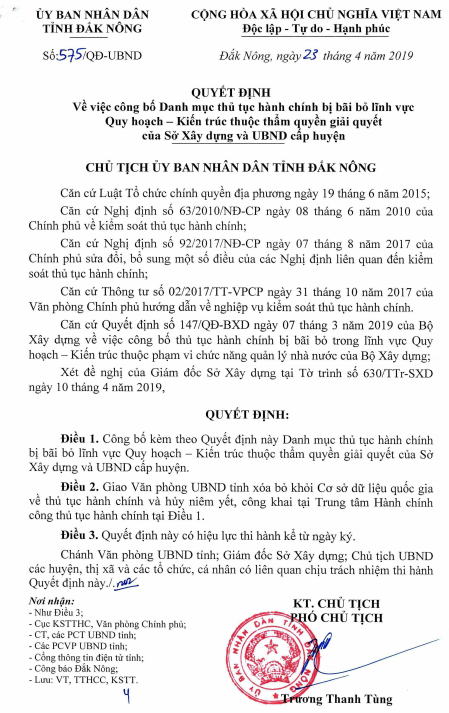 ỦY BAN NHÂN DÂN
TỈNH ĐẮK NÔNG
CỘNG HÒA XÃ HỘI CHỦ NGHĨA VIỆT NAM
Độc lập - Tự do - Hạnh phúc
Số:575/QĐ-UBND
Đắk Nông, ngày 23 tháng 4 năm 2019
QUYẾT ĐỊNH
Về việc công bố Danh mục thủ tục hành chính bị bãi bỏ lĩnh vực
Quy hoạch – Kiến trúc thuộc thẩm quyền giải quyết
của Sở Xây dựng và UBND cấp huyện
CHỦ TỊCH ỦY BAN NHÂN DÂN TỈNH ĐẮK NÔNG
Căn cứ Luật Tổ chức chính quyền địa phương ngày 19 tháng 6 năm 2015;
Căn cứ Nghị định số 63/2010/NĐ-CP ngày 08 tháng 6 năm 2010 của
Chính phủ về kiểm soát thủ tục hành chính;
Căn cứ Nghị định số 92/2017/NĐ-CP ngày 07 tháng 8 năm 2017 của
Chính phủ sửa đổi, bổ sung một số điều của các Nghị định liên quan đến kiểm
soát thủ tục hành chính;
Căn cứ Thông tư số 02/2017/TT-VPCP ngày 31 tháng 10 năm 2017 của
Văn phòng Chính phủ hướng dẫn về nghiệp vụ kiểm soát thủ tục hành chính.
Căn cứ Quyết định số 147/QĐ-BXD ngày 07 tháng 3 năm 2019 của Bộ
Xây dựng về việc công bố thủ tục hành chính bị bãi bỏ trong lĩnh vực Quy
hoạch – Kiến trúc thuộc phạm vi chức năng quản lý nhà nước của Bộ Xây dựng;
Xét đề nghị của Giám đốc Sở Xây dựng tại Tờ trình số 630/TTr-SXD
ngày 10 tháng 4 năm 2019,
QUYẾT ĐỊNH:
Điều 1. Công bố kèm theo Quyết định này Danh mục thủ tục hành chính
bị bãi bỏ lĩnh vực Quy hoạch – Kiến trúc thuộc thẩm quyền giải quyết của Sở
Xây dựng và UBND cấp huyện.
Điều 2. Giao Văn phòng UBND tỉnh xóa bỏ khỏi Cơ sở dữ liệu quốc gia
về thủ tục hành chính và hủy niêm yết, công khai tại Trung tâm Hành chính
công thủ tục hành chính tại Điều 1.
Điều 3. Quyết định này có hiệu lực thi hành kể từ ngày ký.
Chánh Văn phòng UBND tỉnh; Giám đốc Sở Xây dựng; Chủ tịch UBND
các huyện, thị xã và các tổ chức, cá nhân có liên quan chịu trách nhiệm thi hành
Quyết định này./.
Nơi nhận:
- Như Điều 3;
- Cục KSTTHC, Văn phòng Chính phủ;
- CT, các PCT UBND tỉnh;
- Các PCVP UBND tỉnh;
- Cổng thông tin điện tử tỉnh;
- Công báo Đắk Nông;
- Lưu: VT, TTHCC, KSTT.
4
KT. CHỦ TỊCH
PHÓ CHỦ TỊCH
ỦY BAN NHÂN DÂN TỈNH ĐẮK NÔNG
Trương Thanh Tùng